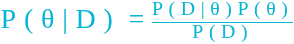 P ( θ | D ) = P ( D | θ ) P ( θ ) / P ( D )